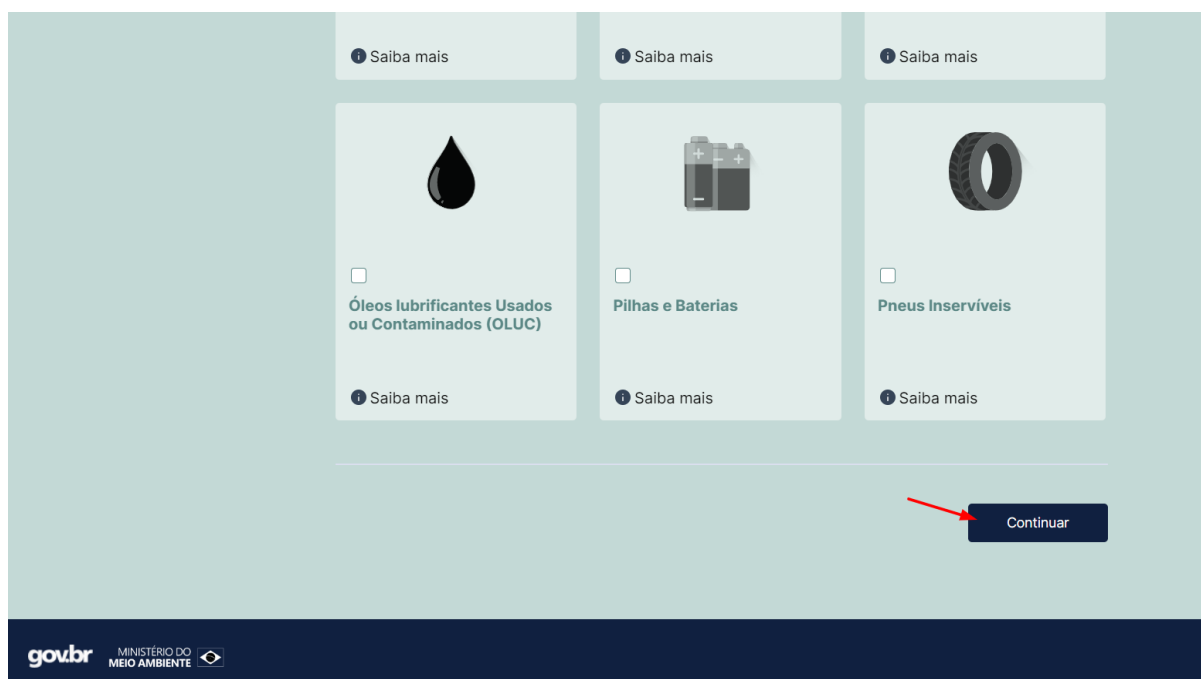 Saiba mais
Saiba mais
Saiba mais
Óleos lubrificantes Usados
ou Contaminados (OLUC)
Pilhas e Baterias
Pneus Inservíveis
Saiba mais
Saiba mais
Saiba mais
Continuar
gov.br
MINISTÉRIO DO
MEIO AMBIENTE